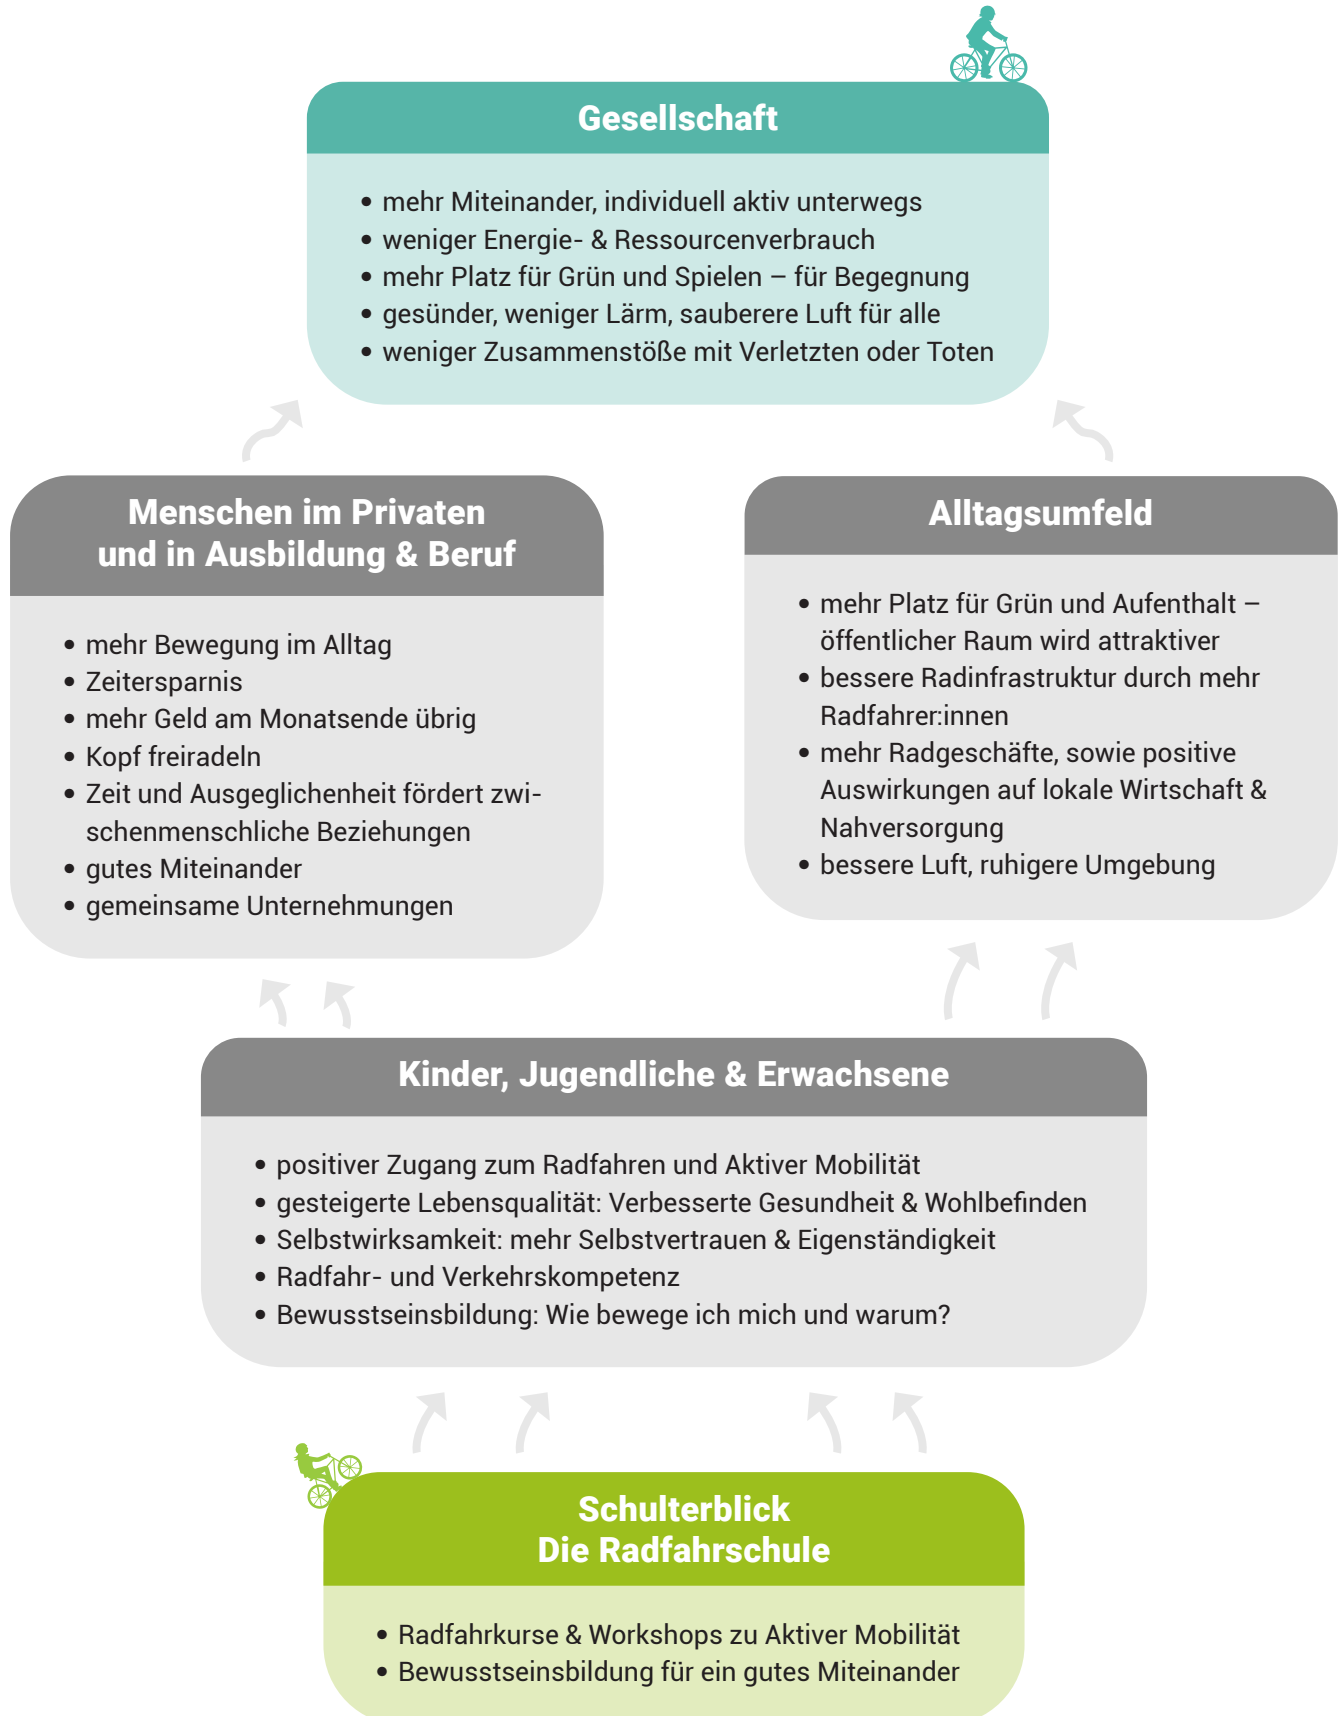 Gesellschaft
• mehr Miteinander, individuell aktiv unterwegs
• weniger Energie- & Ressourcenverbrauch
• mehr Platz für Grün und Spielen – für Begegnung
• gesünder, weniger Lärm, sauberere Luft für alle
• weniger Zusammenstöße mit Verletzten oder Toten
Menschen im Privaten
und in Ausbildung & Beruf
• mehr Bewegung im Alltag
• Zeitersparnis
• mehr Geld am Monatsende übrig
• Kopf freiradeln
• Zeit und Ausgeglichenheit fördert zwi-
schenmenschliche Beziehungen
• gutes Miteinander
• gemeinsame Unternehmungen
Alltagsumfeld
• mehr Platz für Grün und Aufenthalt –
öffentlicher Raum wird attraktiver
• bessere Radinfrastruktur durch mehr
Radfahrer:innen
• mehr Radgeschäfte, sowie positive
Auswirkungen auf lokale Wirtschaft &
Nahversorgung
• bessere Luft, ruhigere Umgebung
Kinder, Jugendliche & Erwachsene
• positiver Zugang zum Radfahren und Aktiver Mobilität
• gesteigerte Lebensqualität: Verbesserte Gesundheit & Wohlbefinden
• Selbstwirksamkeit: mehr Selbstvertrauen & Eigenständigkeit
• Radfahr- und Verkehrskompetenz
• Bewusstseinsbildung: Wie bewege ich mich und warum?
Schulterblick
Die Radfahrschule
• Radfahrkurse & Workshops zu Aktiver Mobilität
• Bewusstseinsbildung für ein gutes Miteinander